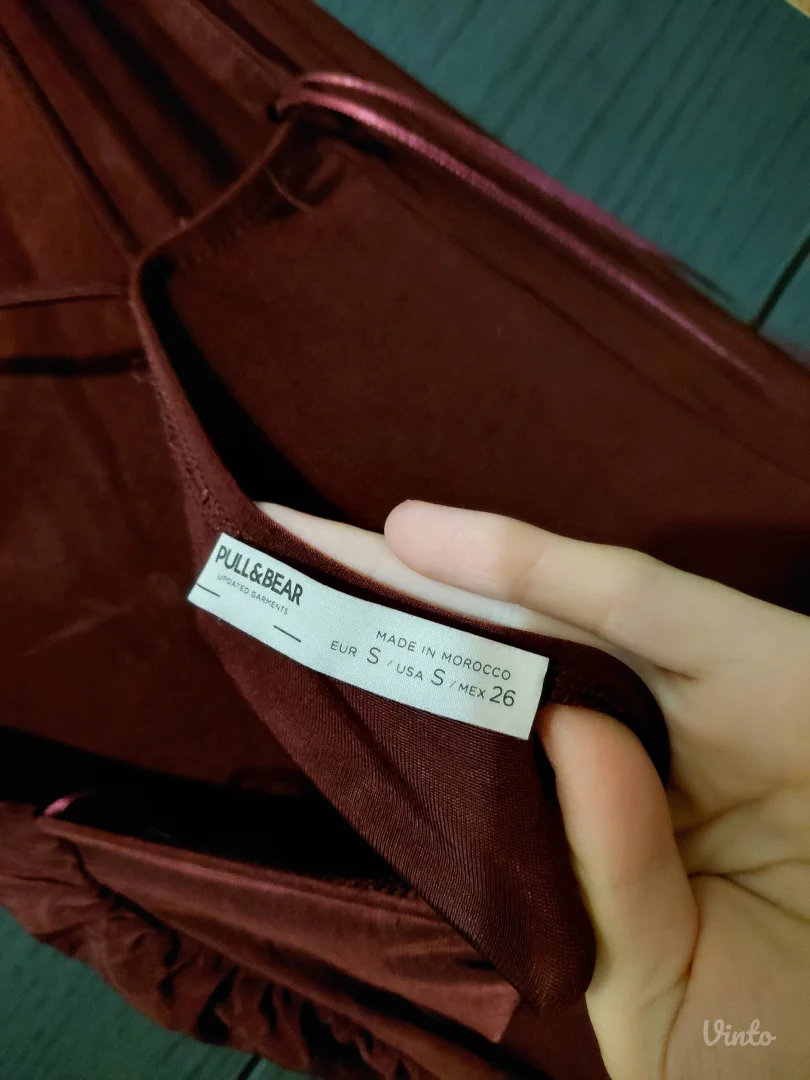 PULL&BEAR
UPDATED GARMENTS
MADE IN MOROCCO
EUR S / USA S / MEX 26
Vinto